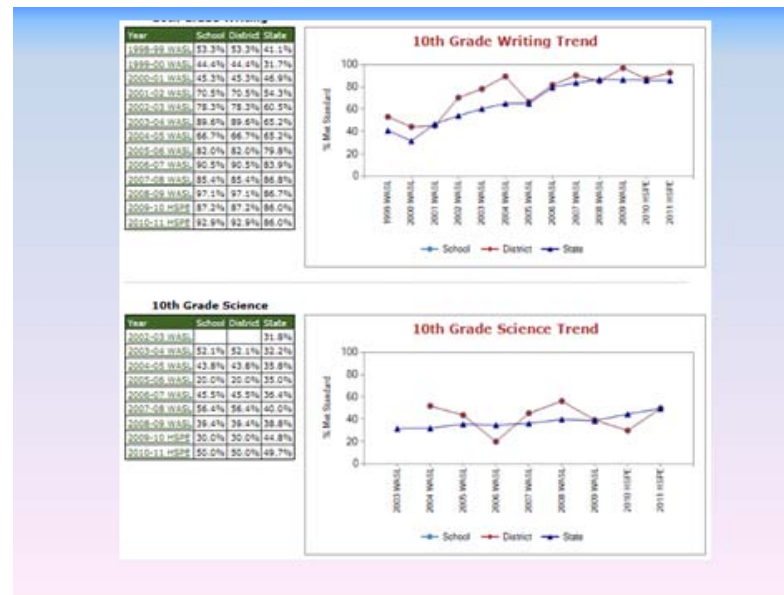 10th Grade Writing
Year School District State
1998-99 WASL 53.3% 53.3% 41.1%
1999-00 WASL 44.4% 44.4% 31.7%
2000-01 WASL 45.3% 45.3% 46.9%
2001-02 WASL 70.5% 70.5% 54.3%
2002-03 WASL 78.3% 78.3% 60.5%
2003-04 WASL 89.6% 89.6% 65.2%
2004-05 WASL 66.7% 66.7% 65.2%
2005-06 WASL 82.0% 82.0% 79.8%
2006-07 WASL 90.5% 90.5% 83.9%
2007-08 WASL 85.4% 85.4% 86.8%
2008-09 WASL 97.1% 97.1% 86.7%
2009-10 HSPE 87.2% 87.2% 86.0%
2010-11 HSPE 92.9% 92.9% 86.0%
10th Grade Writing Trend
% Met Standard
100
80
60
40
20
0
1999 WASL
2000 WASL
2001 WASL
2002 WASL
2003 WASL
2004 WASL
2005 WASL
2006 WASL
2007 WASL
2008 WASL
2009 WASL
2010 HSPE
2011 HSPE
School District State
10th Grade Science
Year School District State
2002-03 WASL 31.8%
2003-04 WASL 52.1% 52.1% 32.2%
2004-05 WASL 43.8% 43.8% 35.8%
2005-06 WASL 20.0% 20.0% 35.0%
2006-07 WASL 45.5% 45.5% 36.4%
2007-08 WASL 56.4% 56.4% 40.0%
2008-09 WASL 39.4% 39.4% 38.8%
2009-10 HSPE 30.0% 30.0% 44.8%
2010-11 HSPE 50.0% 50.0% 49.7%
10th Grade Science Trend
% Met Standard
100
80
60
40
20
0
2003 WASL
2004 WASL
2005 WASL
2006 WASL
2007 WASL
2008 WASL
2009 WASL
2010 HSPE
2011 HSPE
School District State